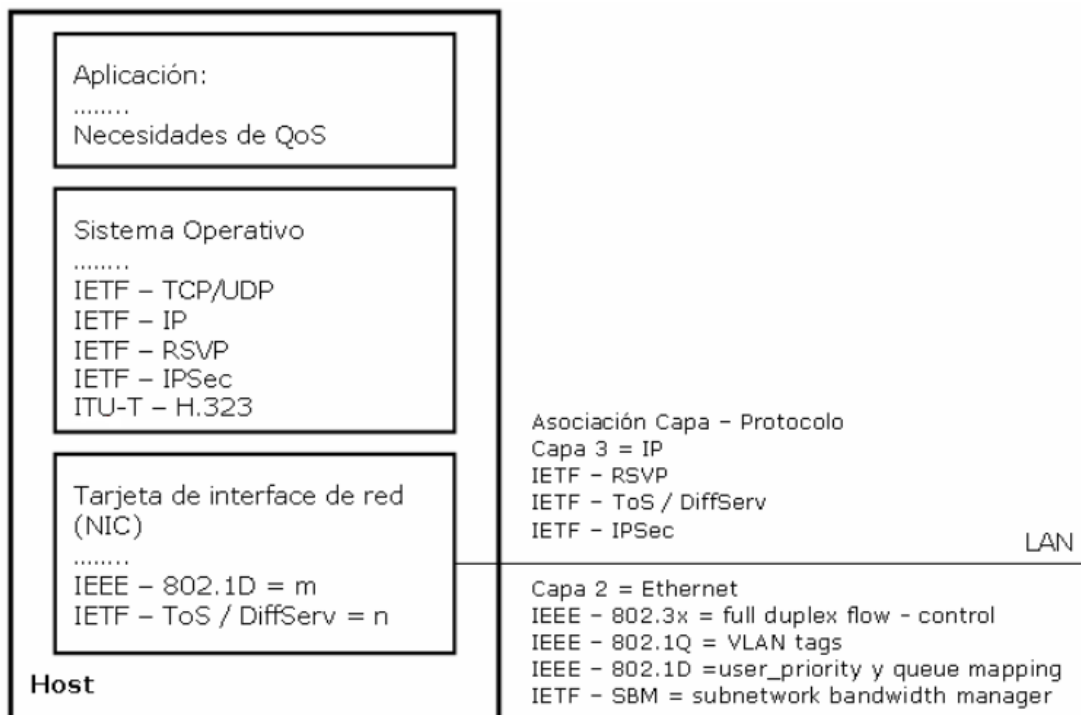 Aplicación:
........
Necesidades de QoS
Sistema Operativo
........
IETF – TCP/UDP
IETF – IP
IETF – RSVP
IETF – IPSec
ITU-T – H.323
Tarjeta de interface de red
(NIC)
........
IEEE – 802.1D = m
IETF – ToS / DiffServ = n
Host
Asociación Capa – Protocolo
Capa 3 = IP
IETF – RSVP
IETF – ToS / DiffServ
IETF – IPSec
LAN
Capa 2 = Ethernet
IEEE – 802.3x = full duplex flow - control
IEEE – 802.1Q = VLAN tags
IEEE – 802.1D =user_priority y queue mapping
IETF – SBM = subnetwork bandwidth manager